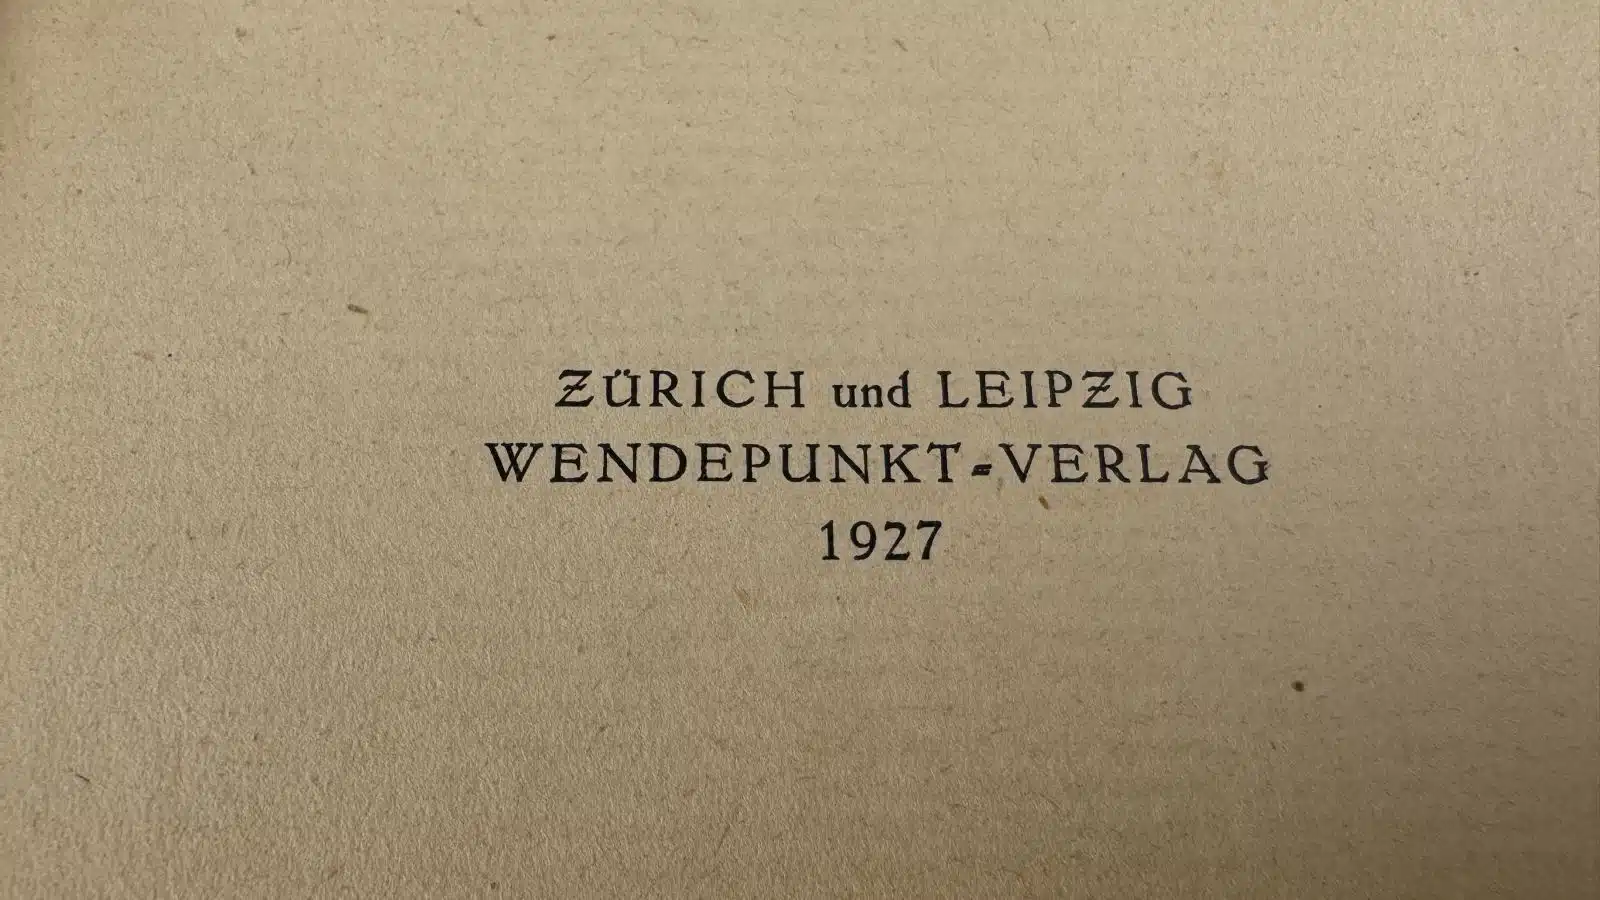 ZÜRICH und LEIPZIG
WENDEPUNKT-VERLAG
1927